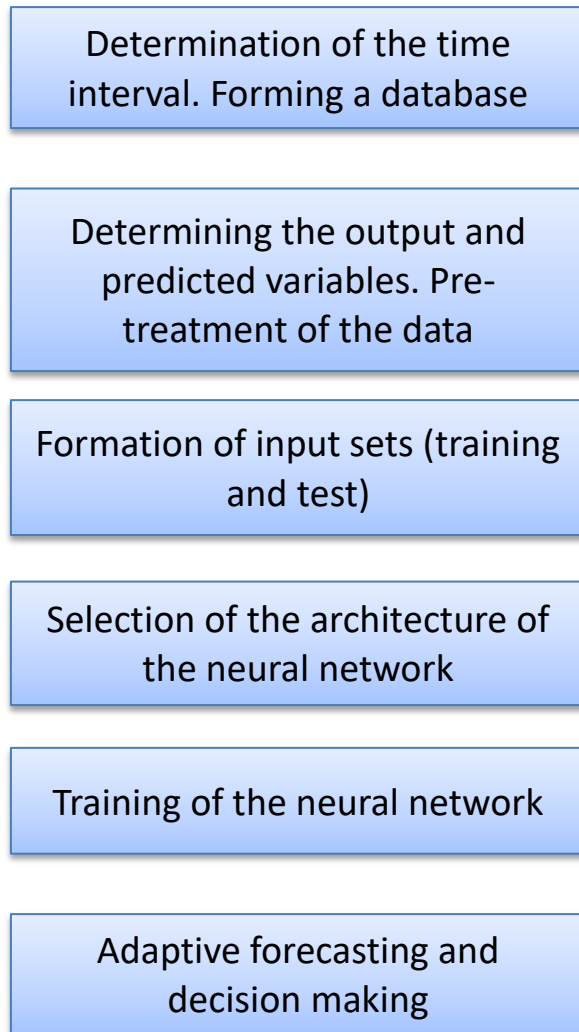 Determination of the time
interval. Forming a database
Determining the output and
predicted variables. Pre-
treatment of the data
Formation of input sets (training
and test)
Selection of the architecture of
the neural network
Training of the neural network
Adaptive forecasting and
decision making